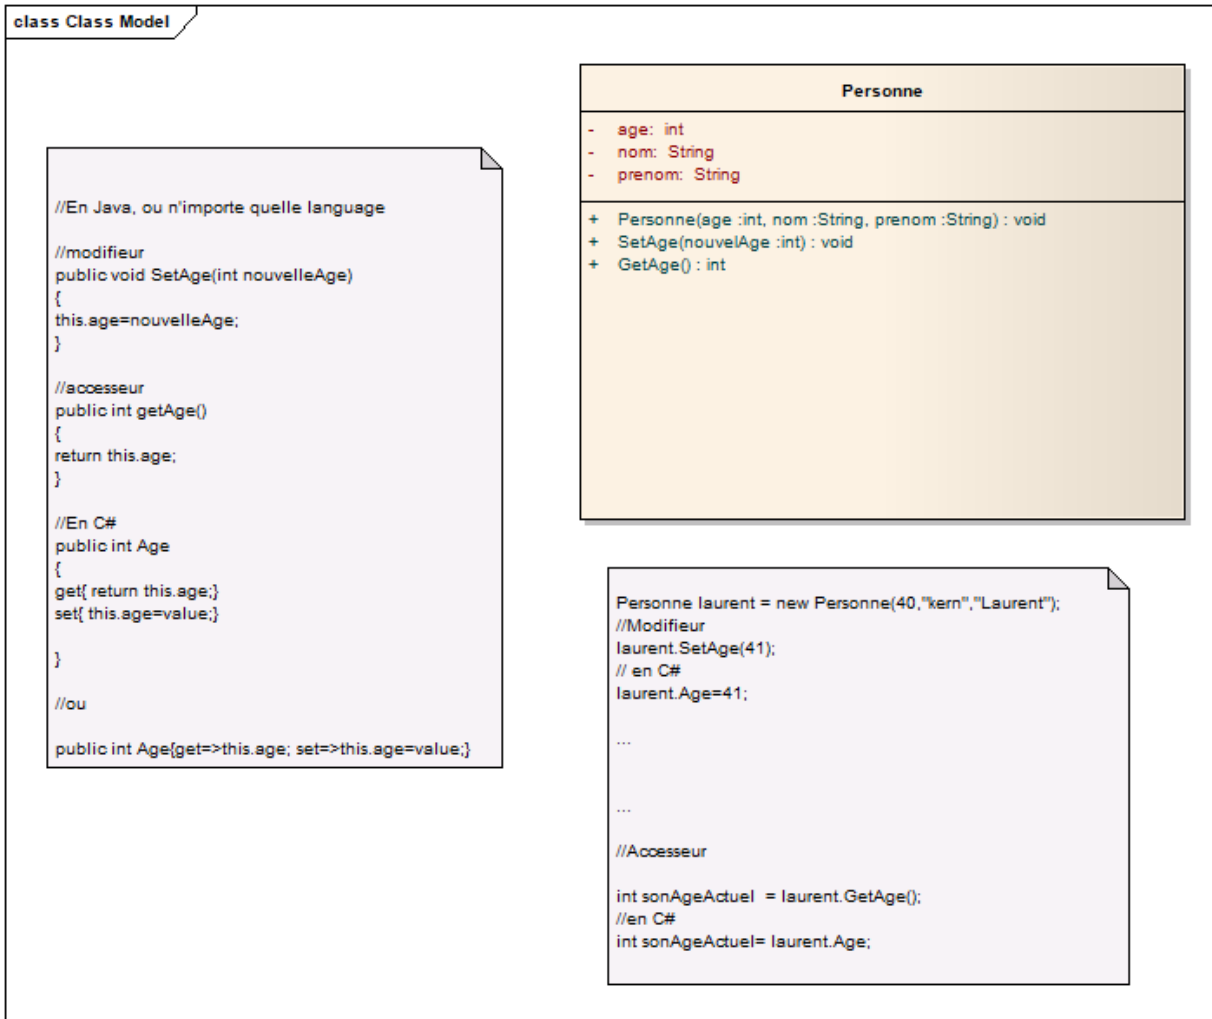 class Class Model
Personne
- age: int
- nom: String
- prenom: String
+ Personne(age :int, nom :String, prenom :String) : void
+ SetAge(nouvelAge :int) : void
+ GetAge() : int
//En Java, ou n'importe quelle language
//modifieur
public void SetAge(int nouvelleAge)
{
this.age=nouvelleAge;
}
//accesseur
public int getAge()
{
return this.age;
}
//En C#
public int Age
{
get{ return this.age;}
set{ this.age=value;}
}
//ou
public int Age{get=>this.age; set=>this.age=value;}
Personne laurent = new Personne(40,"kern","Laurent");
//Modifieur
laurent.SetAge(41);
// en C#
laurent.Age=41;
...
...
//Accesseur
int sonAgeActuel = laurent.GetAge();
//en C#
int sonAgeActuel= laurent.Age;